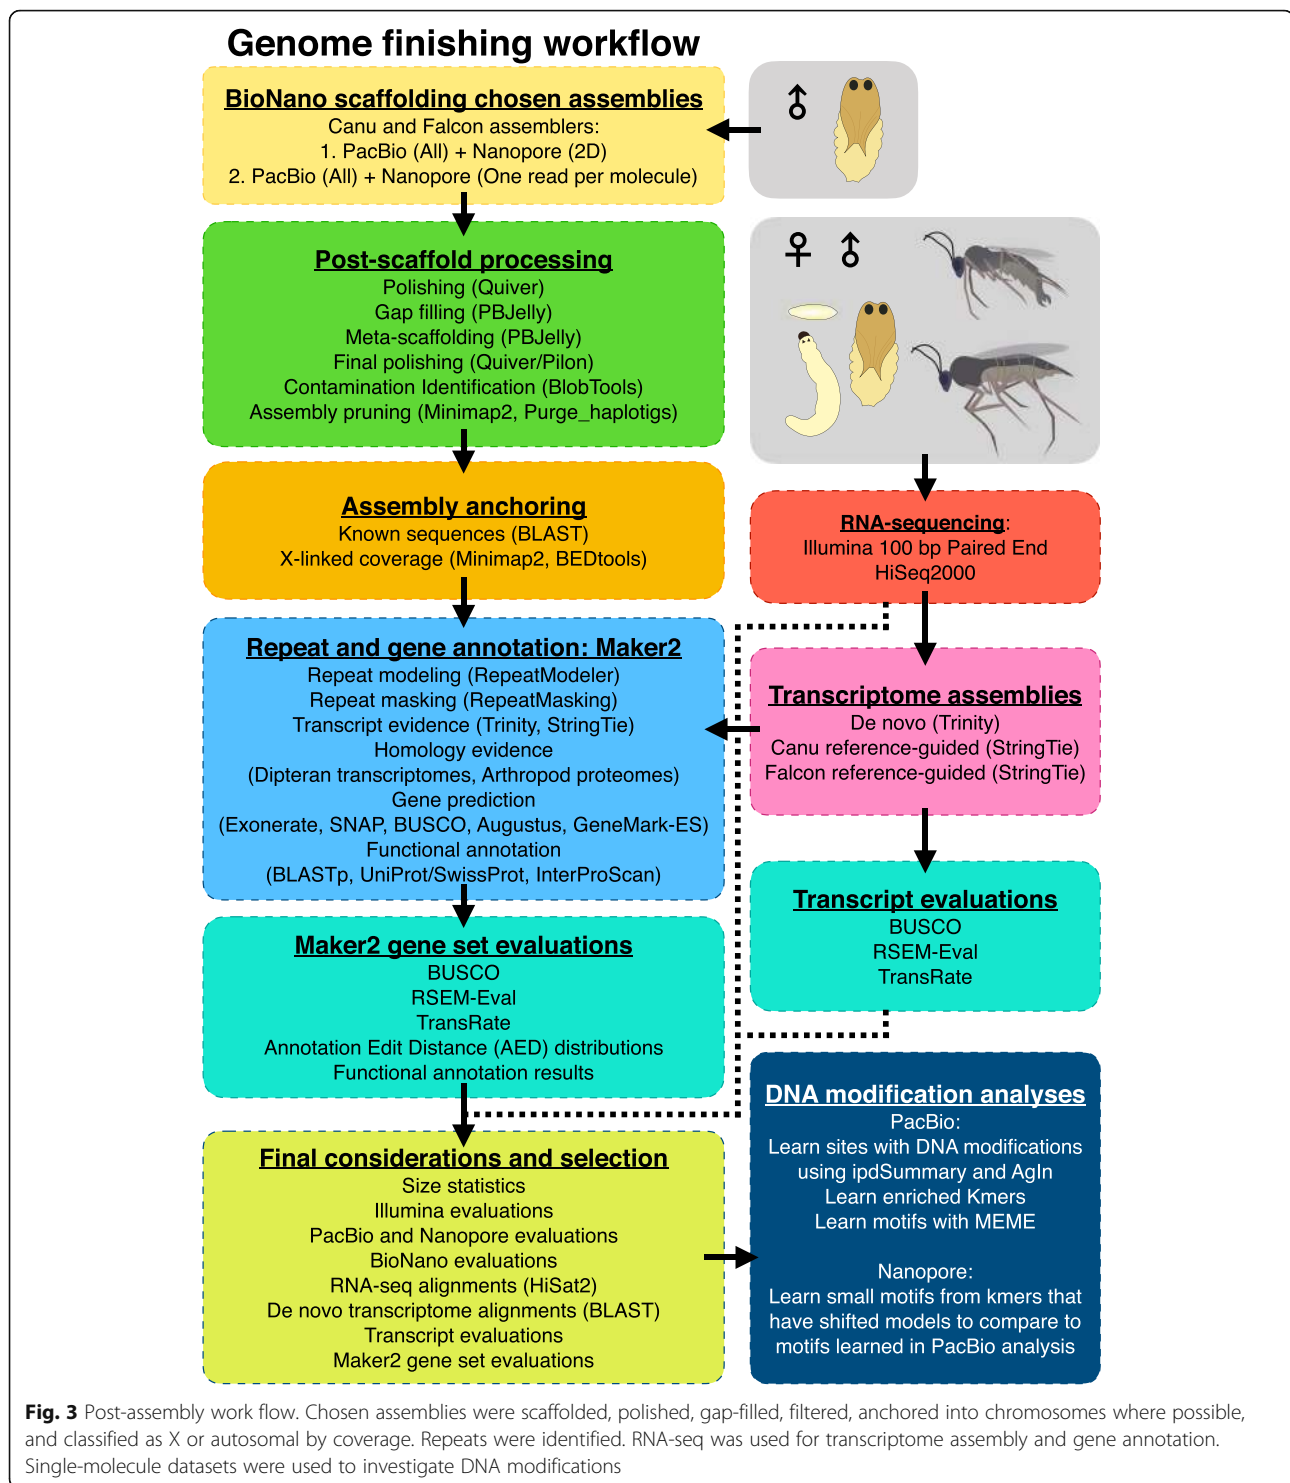 Genome finishing workflow
BioNano scaffolding chosen assemblies
Canu and Falcon assemblers:
1. PacBio (All) + Nanopore (2D)
2. PacBio (All) + Nanopore (One read per molecule)
♂
Post-scaffold processing
Polishing (Quiver)
Gap filling (PBJelly)
Meta-scaffolding (PBJelly)
Final polishing (Quiver/Pilon)
Contamination Identification (BlobTools)
Assembly pruning (Minimap2, Purge_haplotigs)
♀ ♂
Assembly anchoring
Known sequences (BLAST)
X-linked coverage (Minimap2, BEDtools)
RNA-sequencing:
Illumina 100 bp Paired End
HiSeq2000
Repeat and gene annotation: Maker2
Repeat modeling (RepeatModeler)
Repeat masking (RepeatMasking)
Transcript evidence (Trinity, StringTie)
Homology evidence
(Dipteran transcriptomes, Arthropod proteomes)
Gene prediction
(Exonerate, SNAP, BUSCO, Augustus, GeneMark-ES)
Functional annotation
(BLASTp, UniProt/SwissProt, InterProScan)
Transcriptome assemblies
De novo (Trinity)
Canu reference-guided (StringTie)
Falcon reference-guided (StringTie)
Transcript evaluations
BUSCO
RSEM-Eval
TransRate
Maker2 gene set evaluations
BUSCO
RSEM-Eval
TransRate
Annotation Edit Distance (AED) distributions
Functional annotation results
Final considerations and selection
Size statistics
Illumina evaluations
PacBio and Nanopore evaluations
BioNano evaluations
RNA-seq alignments (HiSat2)
De novo transcriptome alignments (BLAST)
Transcript evaluations
Maker2 gene set evaluations
DNA modification analyses
PacBio:
Learn sites with DNA modifications
using ipdSummary and AgIn
Learn enriched Kmers
Learn motifs with MEME
Nanopore:
Learn small motifs from kmers that
have shifted models to compare to
motifs learned in PacBio analysis
Fig. 3 Post-assembly work flow. Chosen assemblies were scaffolded, polished, gap-filled, filtered, anchored into chromosomes where possible,
and classified as X or autosomal by coverage. Repeats were identified. RNA-seq was used for transcriptome assembly and gene annotation.
Single-molecule datasets were used to investigate DNA modifications